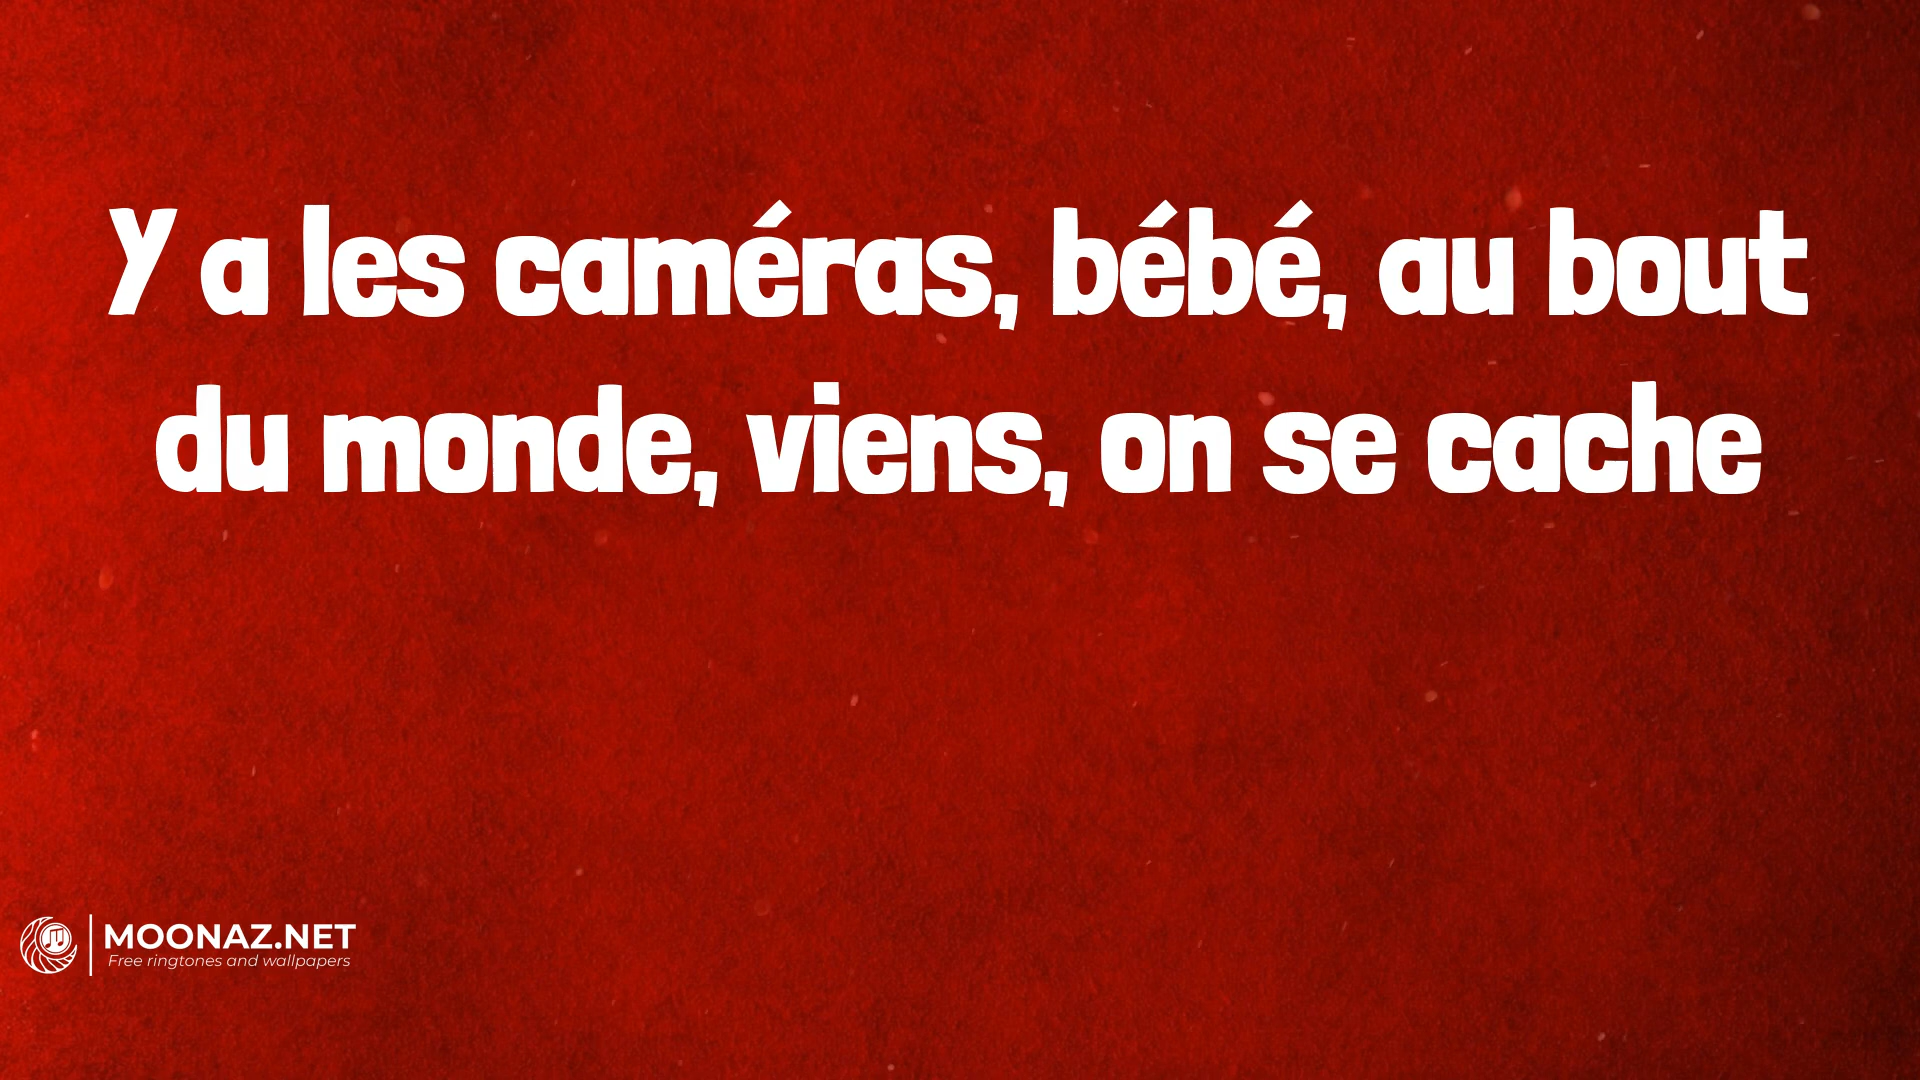 Y a les caméras, bébé, au bout
du monde, viens, on se cache
MOONAZ.NET
Free ringtones and wallpapers